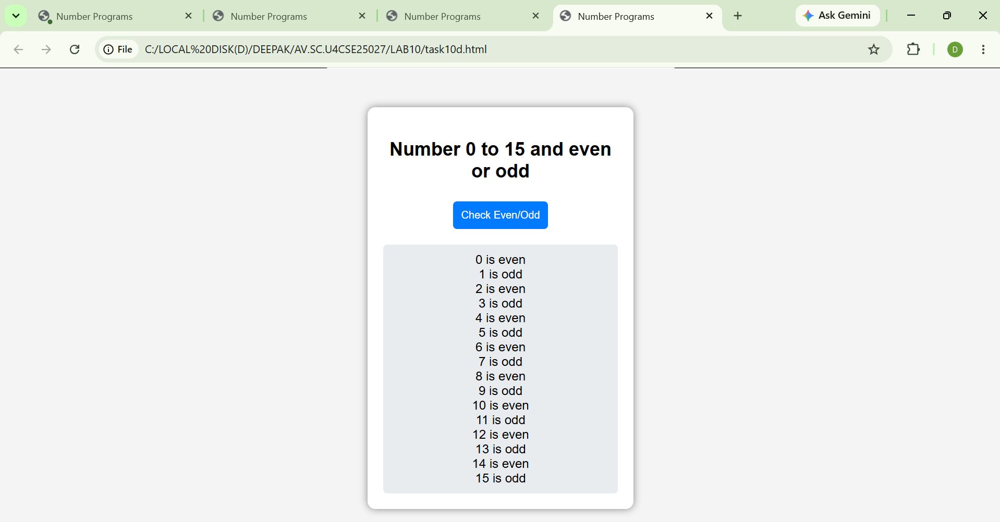 Number Programs
Number Programs
Number Programs
Number Programs
Ask Gemini
File
C:/LOCAL%20DISK(D)/DEEPAK/AV.SC.U4CSE25027/LAB10/task10d.html
D
Number 0 to 15 and even
or odd
Check Even/Odd
0 is even
1 is odd
2 is even
3 is odd
4 is even
5 is odd
6 is even
7 is odd
8 is even
9 is odd
10 is even
11 is odd
12 is even
13 is odd
14 is even
15 is odd